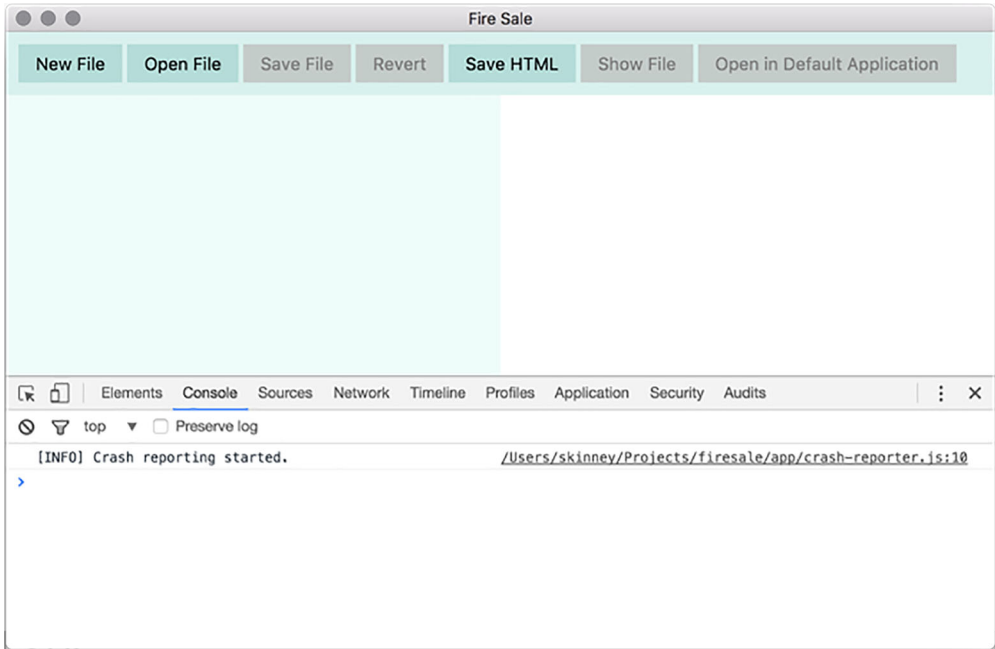 Fire Sale
New File Open File Save File Revert Save HTML Show File Open in Default Application
Elements Console Sources Network Timeline Profiles Application Security Audits
top Preserve log
[INFO] Crash reporting started. /Users/skinney/Projects/firesale/app/crash-reporter.js:10